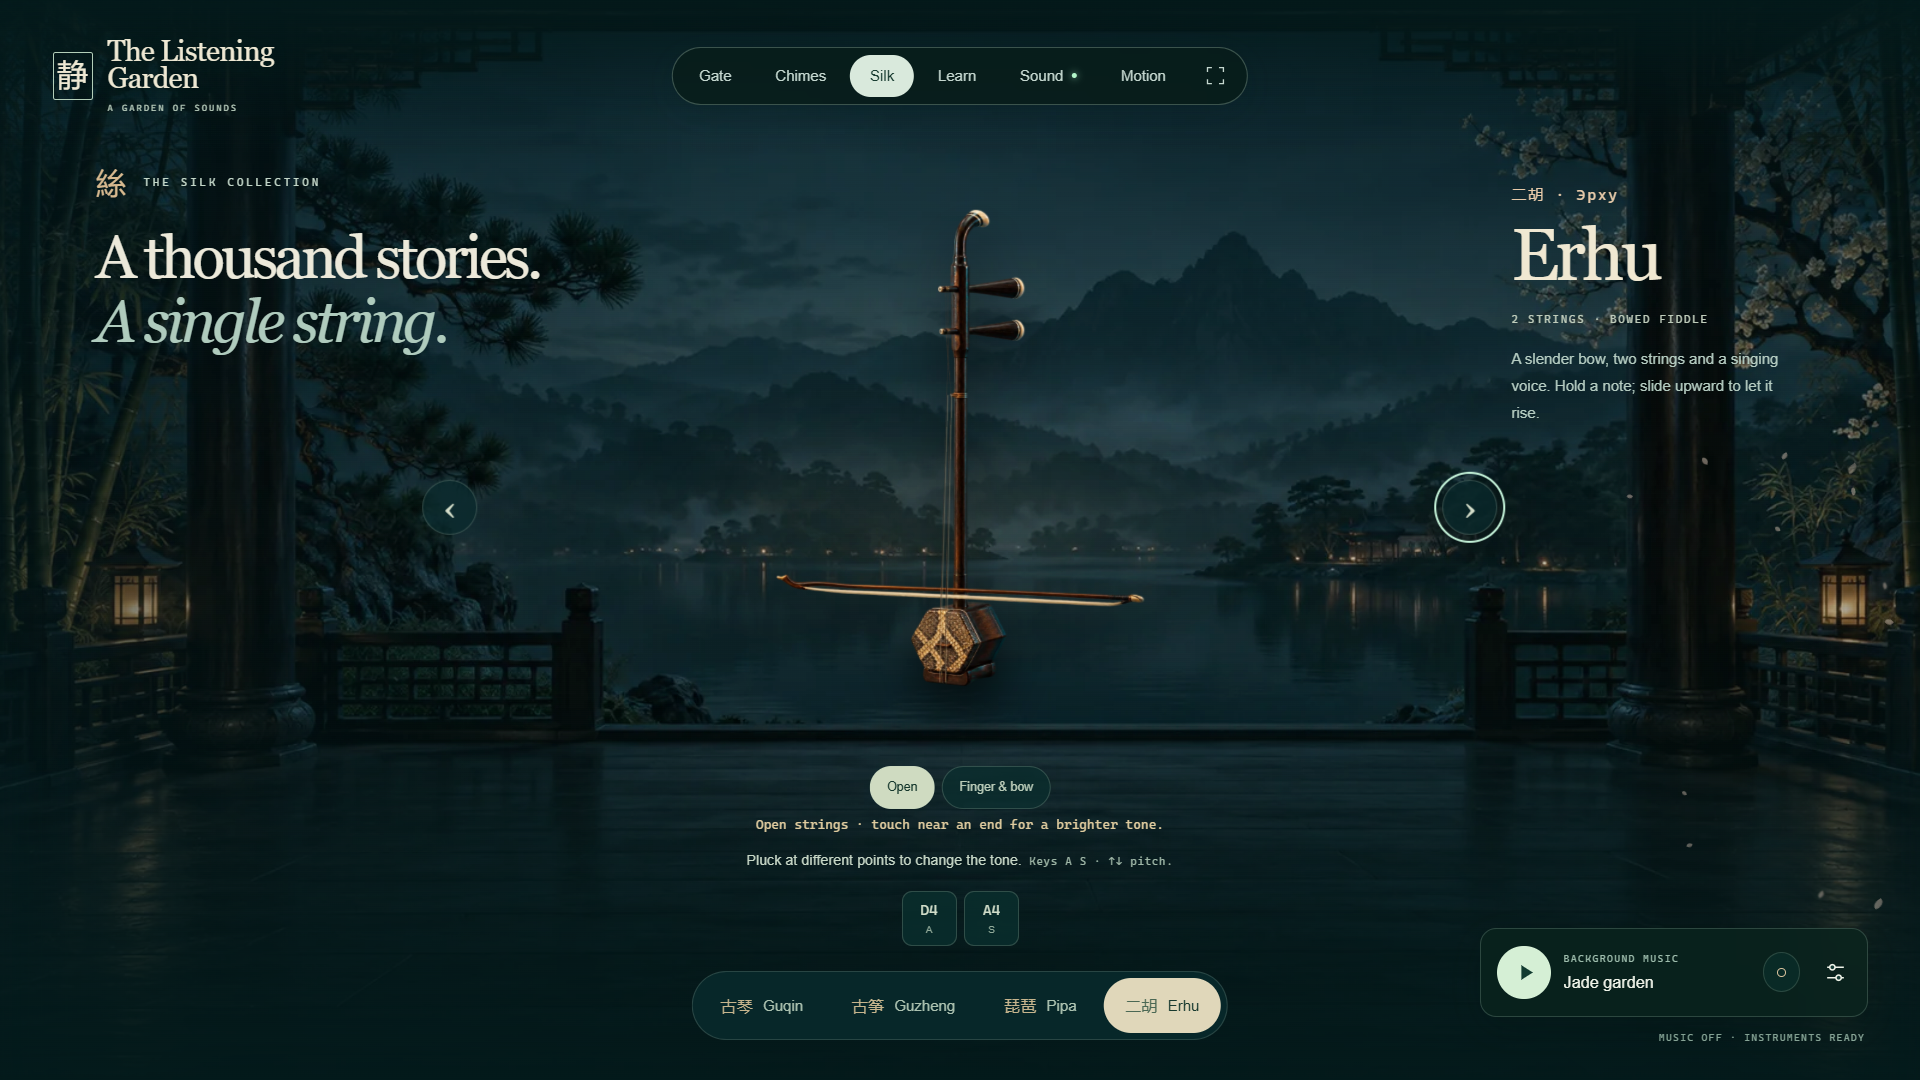 静
The Listening
Garden
A GARDEN OF SOUNDS
Gate
Chimes
Silk
Learn
Sound
Motion
絲 THE SILK COLLECTION
A thousand stories.
A single string.
二胡 · Эрху
Erhu
2 STRINGS · BOWED FIDDLE
A slender bow, two strings and a singing
voice. Hold a note; slide upward to let it
rise.
Open
Finger & bow
Open strings · touch near an end for a brighter tone.
Pluck at different points to change the tone. Keys A S · ↑↓ pitch.
D4
A
A4
S
古琴 Guqin
古筝 Guzheng
琵琶 Pipa
二胡 Erhu
BACKGROUND MUSIC
Jade garden
MUSIC OFF · INSTRUMENTS READY